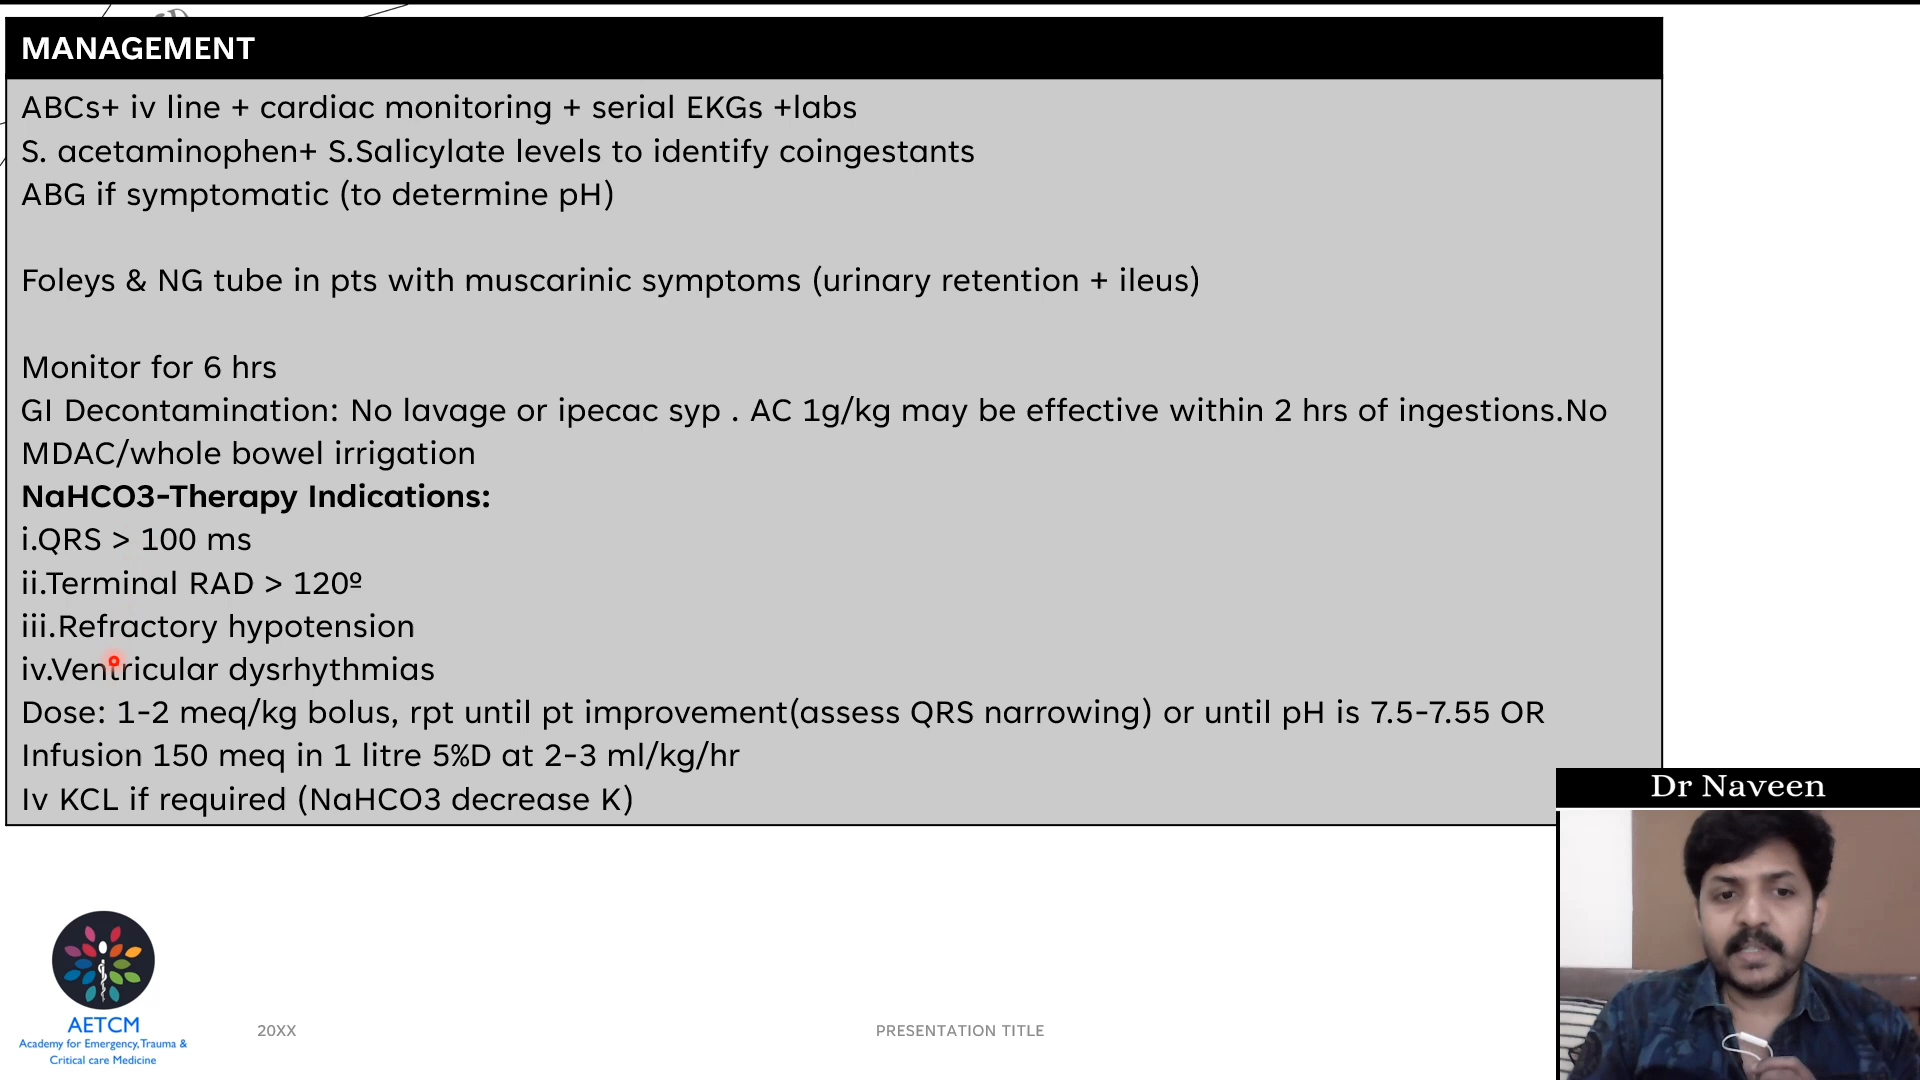 MANAGEMENT
ABCs+ iv line + cardiac monitoring + serial EKGs +labs
S. acetaminophen+ S.Salicylate levels to identify coingestants
ABG if symptomatic (to determine pH)
Foleys & NG tube in pts with muscarinic symptoms (urinary retention + ileus)
Monitor for 6 hrs
GI Decontamination: No lavage or ipecac syp . AC 1g/kg may be effective within 2 hrs of ingestions.No
MDAC/whole bowel irrigation
NaHCO3-Therapy Indications:
i.QRS > 100 ms
ii.Terminal RAD > 120º
iii.Refractory hypotension
iv.Ventricular dysrhythmias
Dose: 1-2 meq/kg bolus, rpt until pt improvement(assess QRS narrowing) or until pH is 7.5-7.55 OR
Infusion 150 meq in 1 litre 5%D at 2-3 ml/kg/hr
Iv KCL if required (NaHCO3 decrease K)
Dr Naveen
AETCM
Academy for Emergency,Trauma &
Critical care Medicine
20XX
PRESENTATION TITLE